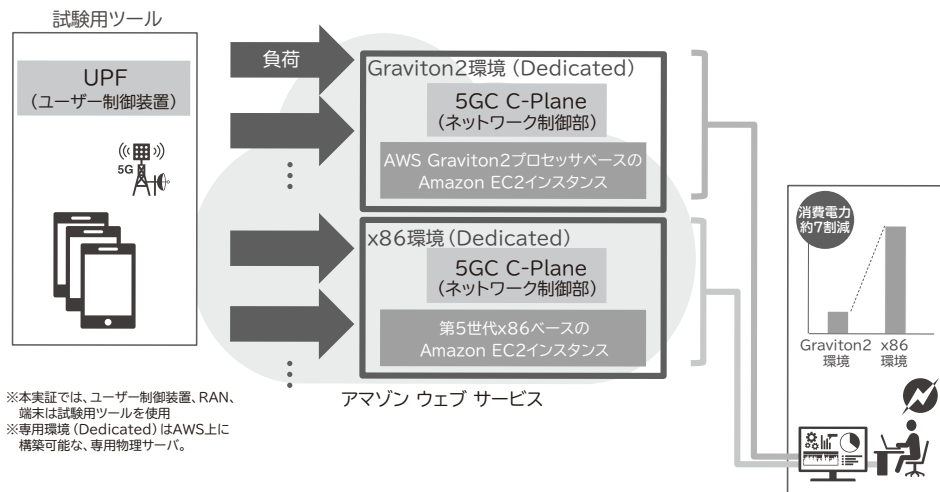 試験用ツール
UPF
(ユーザー制御装置)
5G
負荷
Graviton2環境(Dedicated)
5GC C-Plane
(ネットワーク制御部)
AWS Graviton2プロセッサベースの
Amazon EC2インスタンス
x86環境(Dedicated)
5GC C-Plane
(ネットワーク制御部)
第5世代x86ベースの
Amazon EC2インスタンス
アマゾン ウェブ サービス
消費電力
約7割減
Graviton2
環境
x86
環境
※本実証では、ユーザー制御装置、RAN、
端末は試験用ツールを使用
※専用環境(Dedicated)はAWS上に
構築可能な、専用物理サーバ。